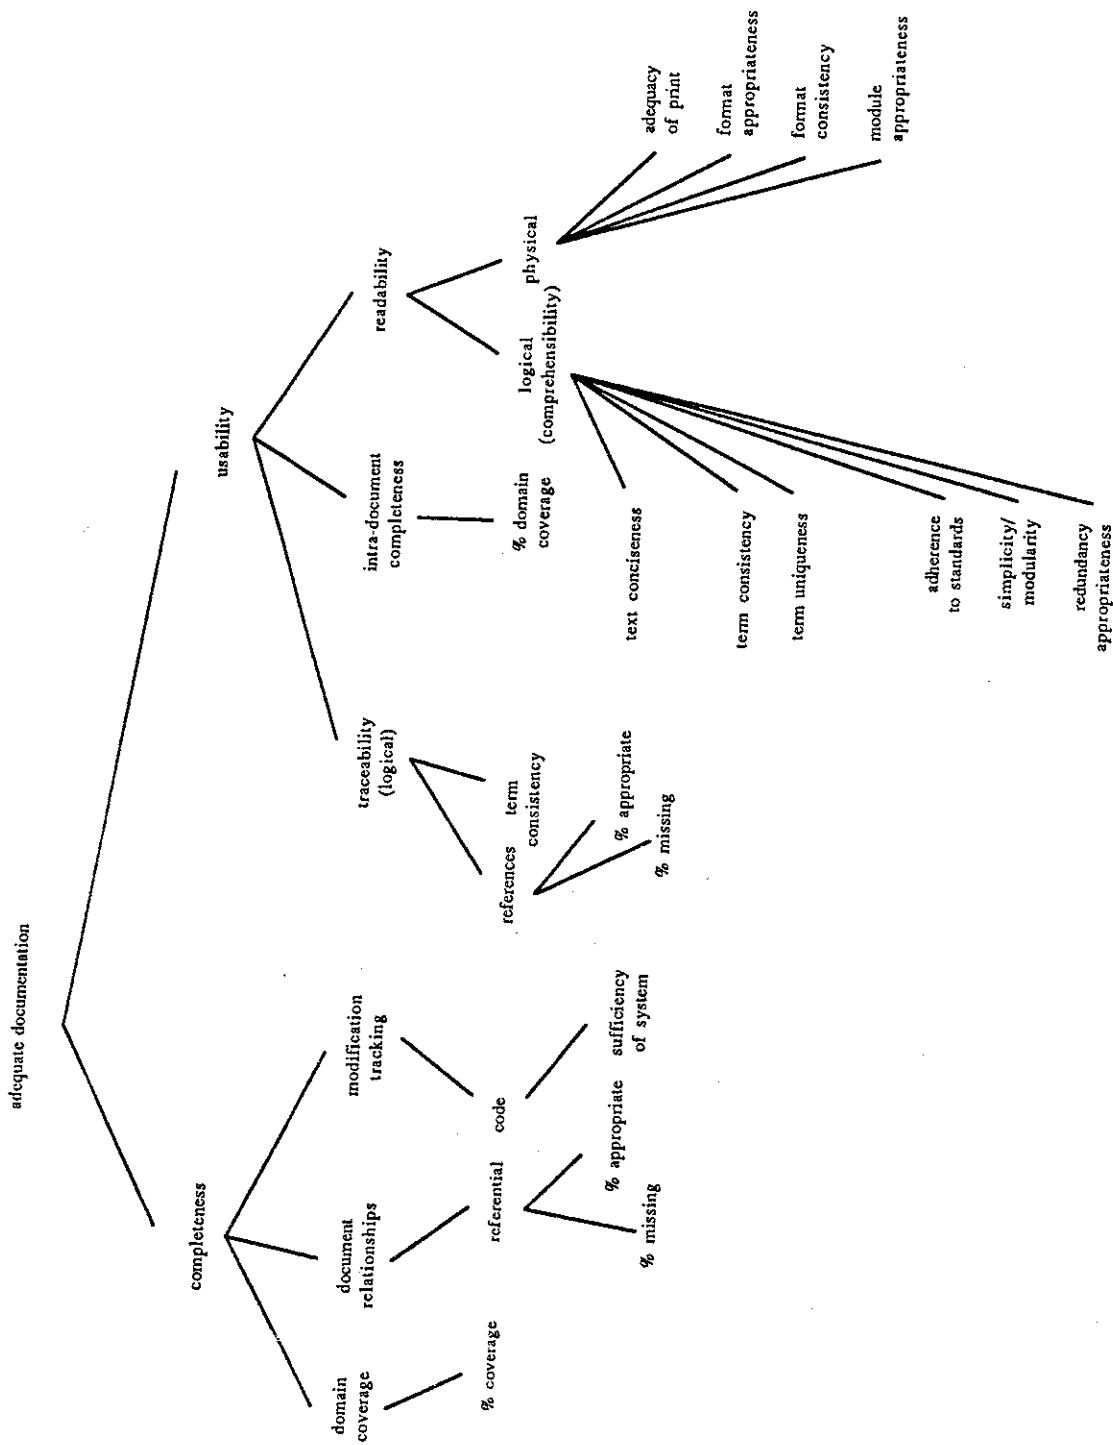 adequate documentation
completeness
usability
domain
coverage
document
relationships
modification
tracking
traceability
(logical)
intra-document
completeness
readability
% coverage
referential
code
references
term
consistency
% domain
coverage
logical
(comprehensibility)
physical
% missing
% appropriate
sufficiency
of system
% missing
% appropriate
text conciseness
term consistency
term uniqueness
adherence
to standards
simplicity/
modularity
redundancy
appropriateness
adequacy
of print
format
appropriateness
format
consistency
module
appropriateness